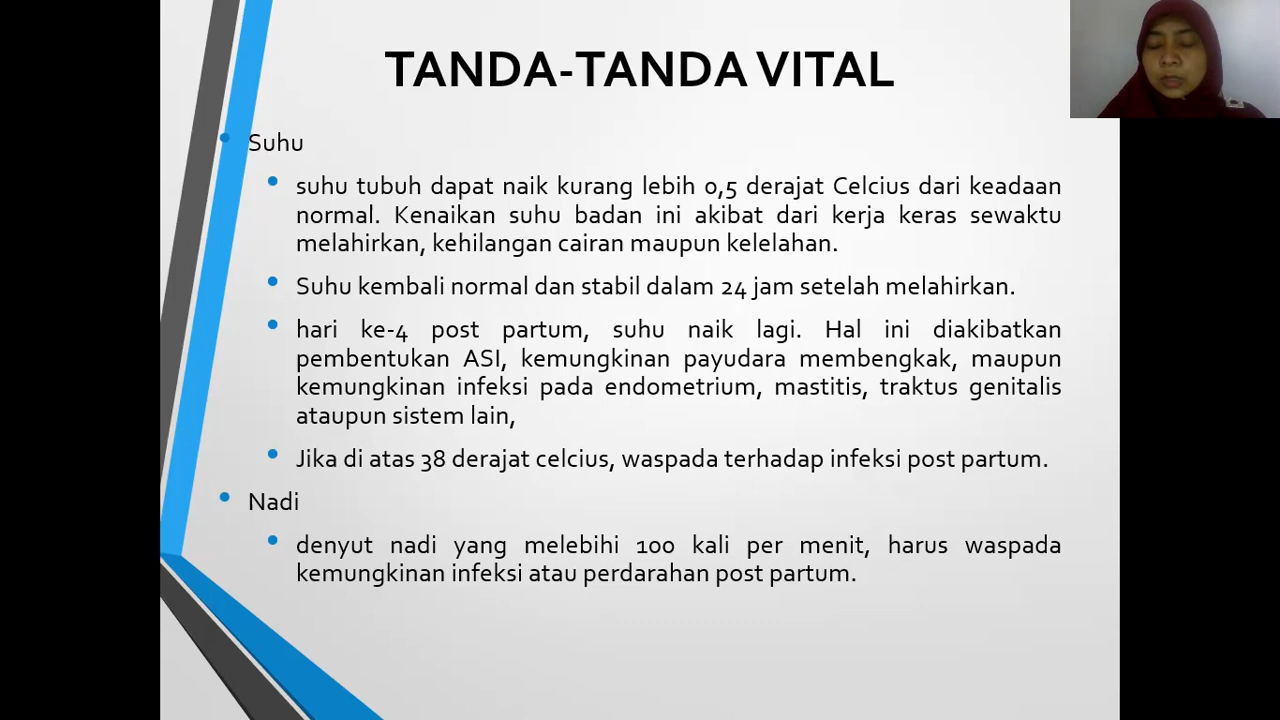 TANDA-TANDA VITAL
Suhu
suhu tubuh dapat naik kurang lebih 0,5 derajat Celcius dari keadaan
normal. Kenaikan suhu badan ini akibat dari kerja keras sewaktu
melahirkan, kehilangan cairan maupun kelelahan.
Suhu kembali normal dan stabil dalam 24 jam setelah melahirkan.
hari ke-4 post partum, suhu naik lagi. Hal ini diakibatkan
pembentukan ASI, kemungkinan payudara membengkak, maupun
kemungkinan infeksi pada endometrium, mastitis, traktus genitalis
ataupun sistem lain,
Jika di atas 38 derajat celcius, waspada terhadap infeksi post partum.
Nadi
denyut nadi yang melebihi 100 kali per menit, harus waspada
kemungkinan infeksi atau perdarahan post partum.